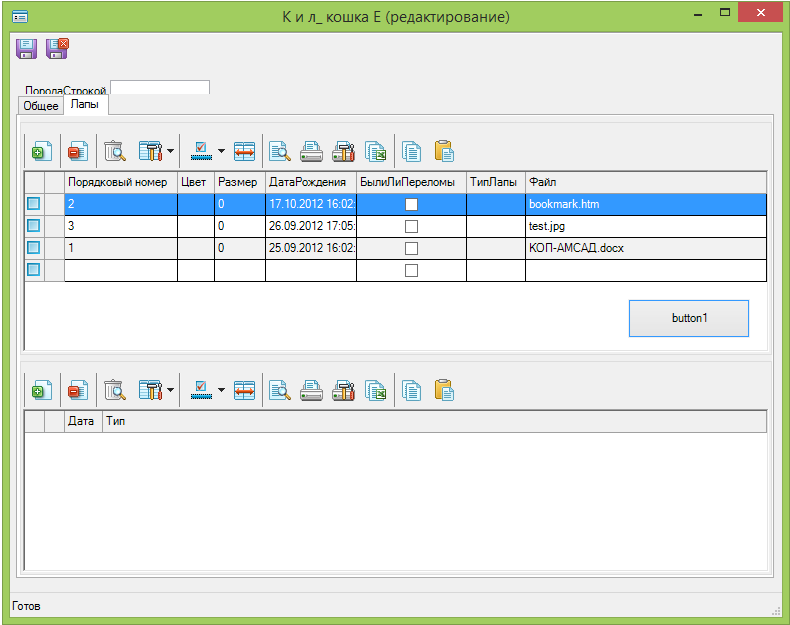 К и л_ кошка Е (редактирование)
ПородаСтрокой
Общее Лапы
Порядковый номер Цвет Размер ДатаРождения БылиЛиПереломы ТипЛапы Файл
2 0 17.10.2012 16:02: bookmark.htm
3 0 26.09.2012 17:05: test.jpg
1 0 25.09.2012 16:02: КОП-АМСАД.docx
button1
Дата Тип
Готов